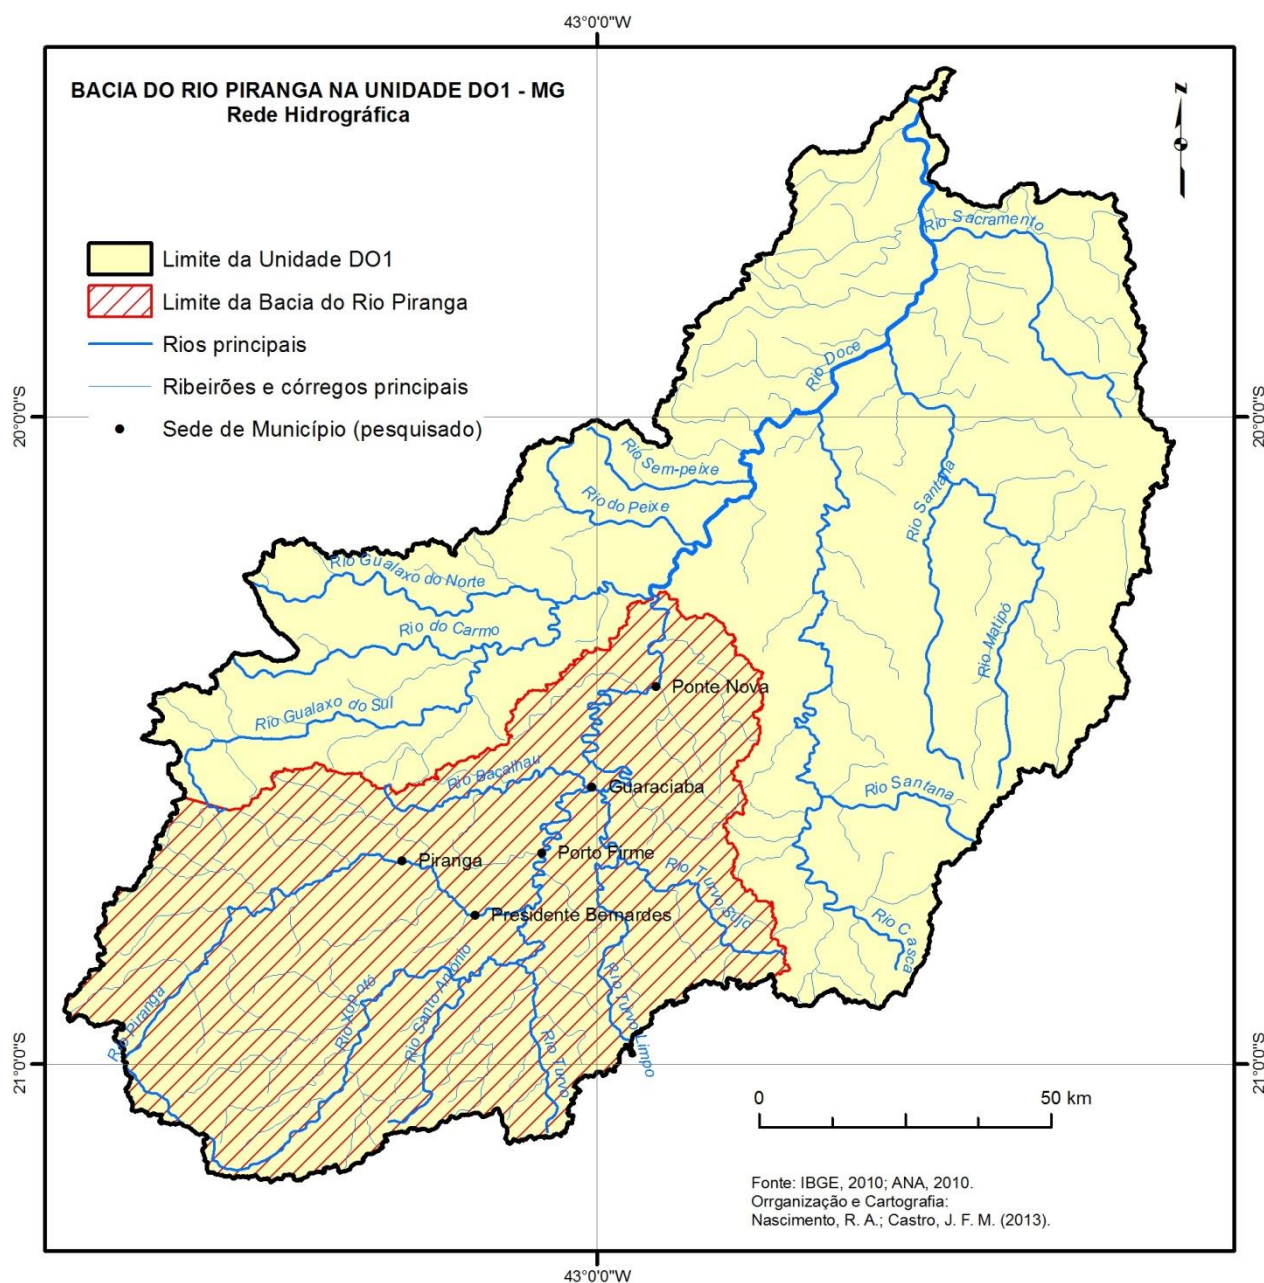 43°0'0"W
BACIA DO RIO PIRANGA NA UNIDADE DO1 - MG
Rede Hidrográfica
N
Limite da Unidade DO1
Limite da Bacia do Rio Piranga
Rios principais
Ribeirões e córregos principais
Sede de Município (pesquisado)
Rio Sacramento
Rio Doce
20°0'0"S
20°0'0"S
Rio Sem-peixe
Rio do Peixe
Rio Santana
Rio Gualaxo do Norte
Rio do Carmo
Rio Matipó
Ponte Nova
Rio Gualaxo do Sul
Rio Bacalhau
Guaraciaba
Rio Santana
Piranga
Porto Firme
Rio Turvo Sujo
Presidente Bernardes
Rio Casca
Rio Piranga
Rio Xopotó
Rio Santo Antônio
Rio Turvo
Rio Turvo Limpo
21°0'0"S
21°0'0"S
0 50 km
Fonte: IBGE, 2010; ANA, 2010.
Orrganização e Cartografia:
Nascimento, R. A.; Castro, J. F. M. (2013).
43°0'0"W